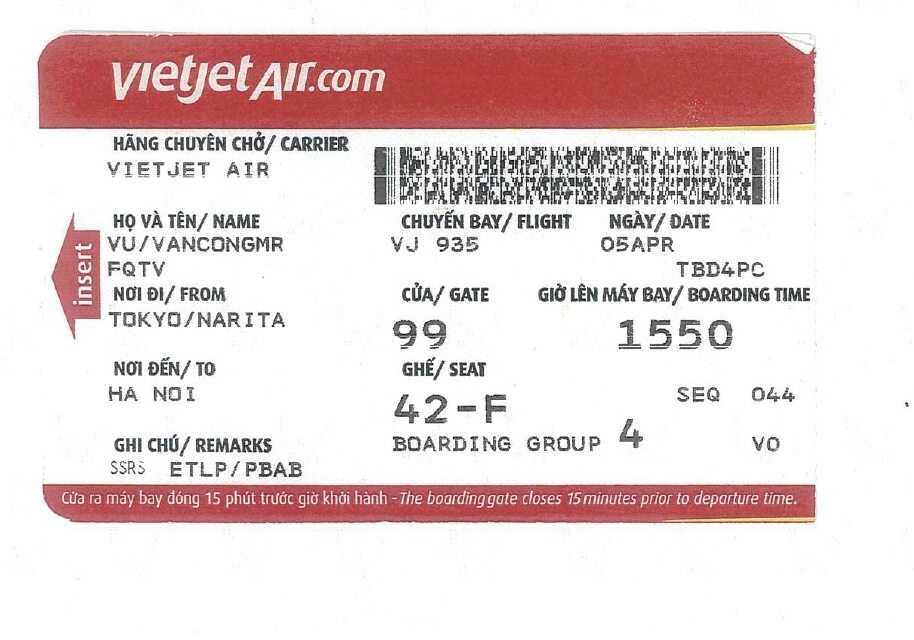 vietjetAir.com
HÃNG CHUYÊN CHỞ/ CARRIER
VIETJET AIR
HỌ VÀ TÊN/ NAME CHUYẾN BAY/ FLIGHT NGÀY/ DATE
VU/VANCONGMR VJ 935 05APR
FQTV TBD4PC
insert
NƠI ĐI/ FROM CỬA/ GATE GIỜ LÊN MÁY BAY/ BOARDING TIME
TOKYO/NARITA 99 1550
NƠI ĐẾN/ TO GHẾ/ SEAT
HA NOI 42-F SEQ 044
GHI CHÚ/ REMARKS BOARDING GROUP 4 VO
SSRS ETLP/PBAB
Cửa ra máy bay đóng 15 phút trước giờ khởi hành - The boarding gate closes 15 minutes prior to departure time.